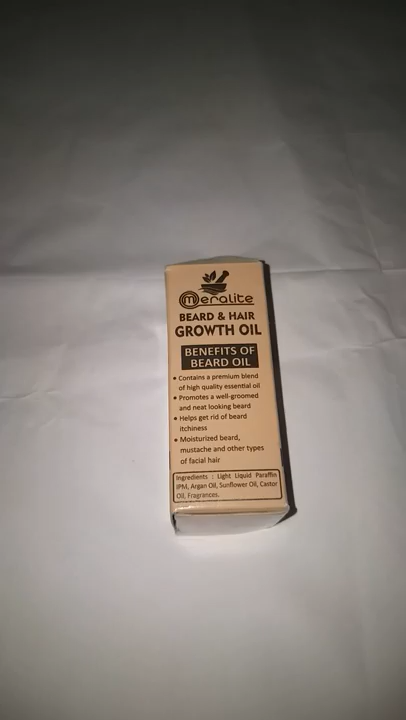 meralite
BEARD & HAIR
GROWTH OIL
BENEFITS OF
BEARD OIL
• Contains a premium blend
of high quality essential oil
• Promotes a well-groomed
and neat looking beard
• Helps get rid of beard
itchiness
• Moisturized beard,
mustache and other types
of facial hair
Ingredients : Light Liquid Paraffin
IPM, Argan Oil, Sunflower Oil, Castor
Oil, Fragrances.